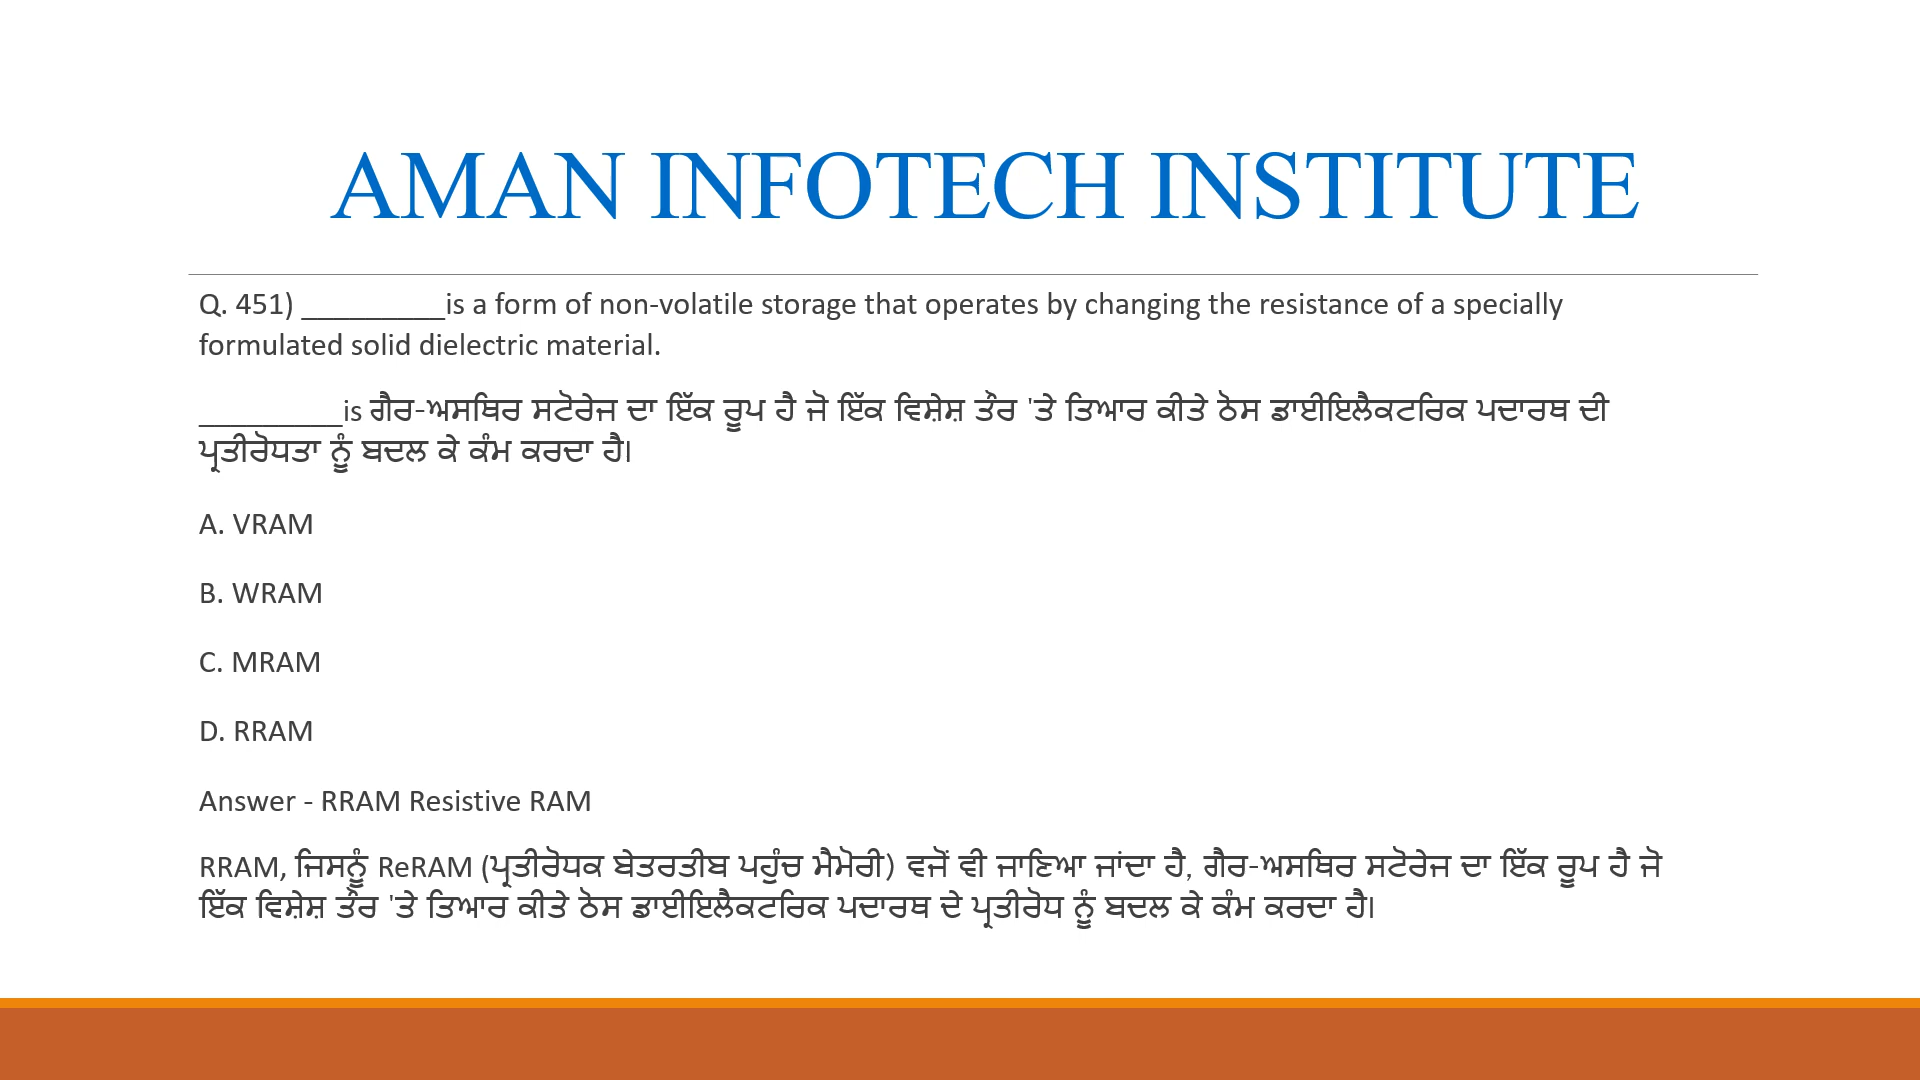 AMAN INFOTECH INSTITUTE
Q. 451) _________is a form of non-volatile storage that operates by changing the resistance of a specially
formulated solid dielectric material.
_________is ਗੈਰ-ਅਸਥਿਰ ਸਟੋਰੇਜ ਦਾ ਇੱਕ ਰੂਪ ਹੈ ਜੋ ਇੱਕ ਵਿਸ਼ੇਸ਼ ਤੌਰ 'ਤੇ ਤਿਆਰ ਕੀਤੇ ਠੋਸ ਡਾਈਇਲੈਕਟਰਿਕ ਪਦਾਰਥ ਦੀ
ਪ੍ਰਤੀਰੋਧਤਾ ਨੂੰ ਬਦਲ ਕੇ ਕੰਮ ਕਰਦਾ ਹੈ।
A. VRAM
B. WRAM
C. MRAM
D. RRAM
Answer - RRAM Resistive RAM
RRAM, ਜਿਸਨੂੰ ReRAM (ਪ੍ਰਤੀਰੋਧਕ ਬੇਤਰਤੀਬ ਪਹੁੰਚ ਮੈਮੋਰੀ) ਵਜੋਂ ਵੀ ਜਾਣਿਆ ਜਾਂਦਾ ਹੈ, ਗੈਰ-ਅਸਥਿਰ ਸਟੋਰੇਜ ਦਾ ਇੱਕ ਰੂਪ ਹੈ ਜੋ
ਇੱਕ ਵਿਸ਼ੇਸ਼ ਤੌਰ 'ਤੇ ਤਿਆਰ ਕੀਤੇ ਠੋਸ ਡਾਈਇਲੈਕਟਰਿਕ ਪਦਾਰਥ ਦੇ ਪ੍ਰਤੀਰੋਧ ਨੂੰ ਬਦਲ ਕੇ ਕੰਮ ਕਰਦਾ ਹੈ।